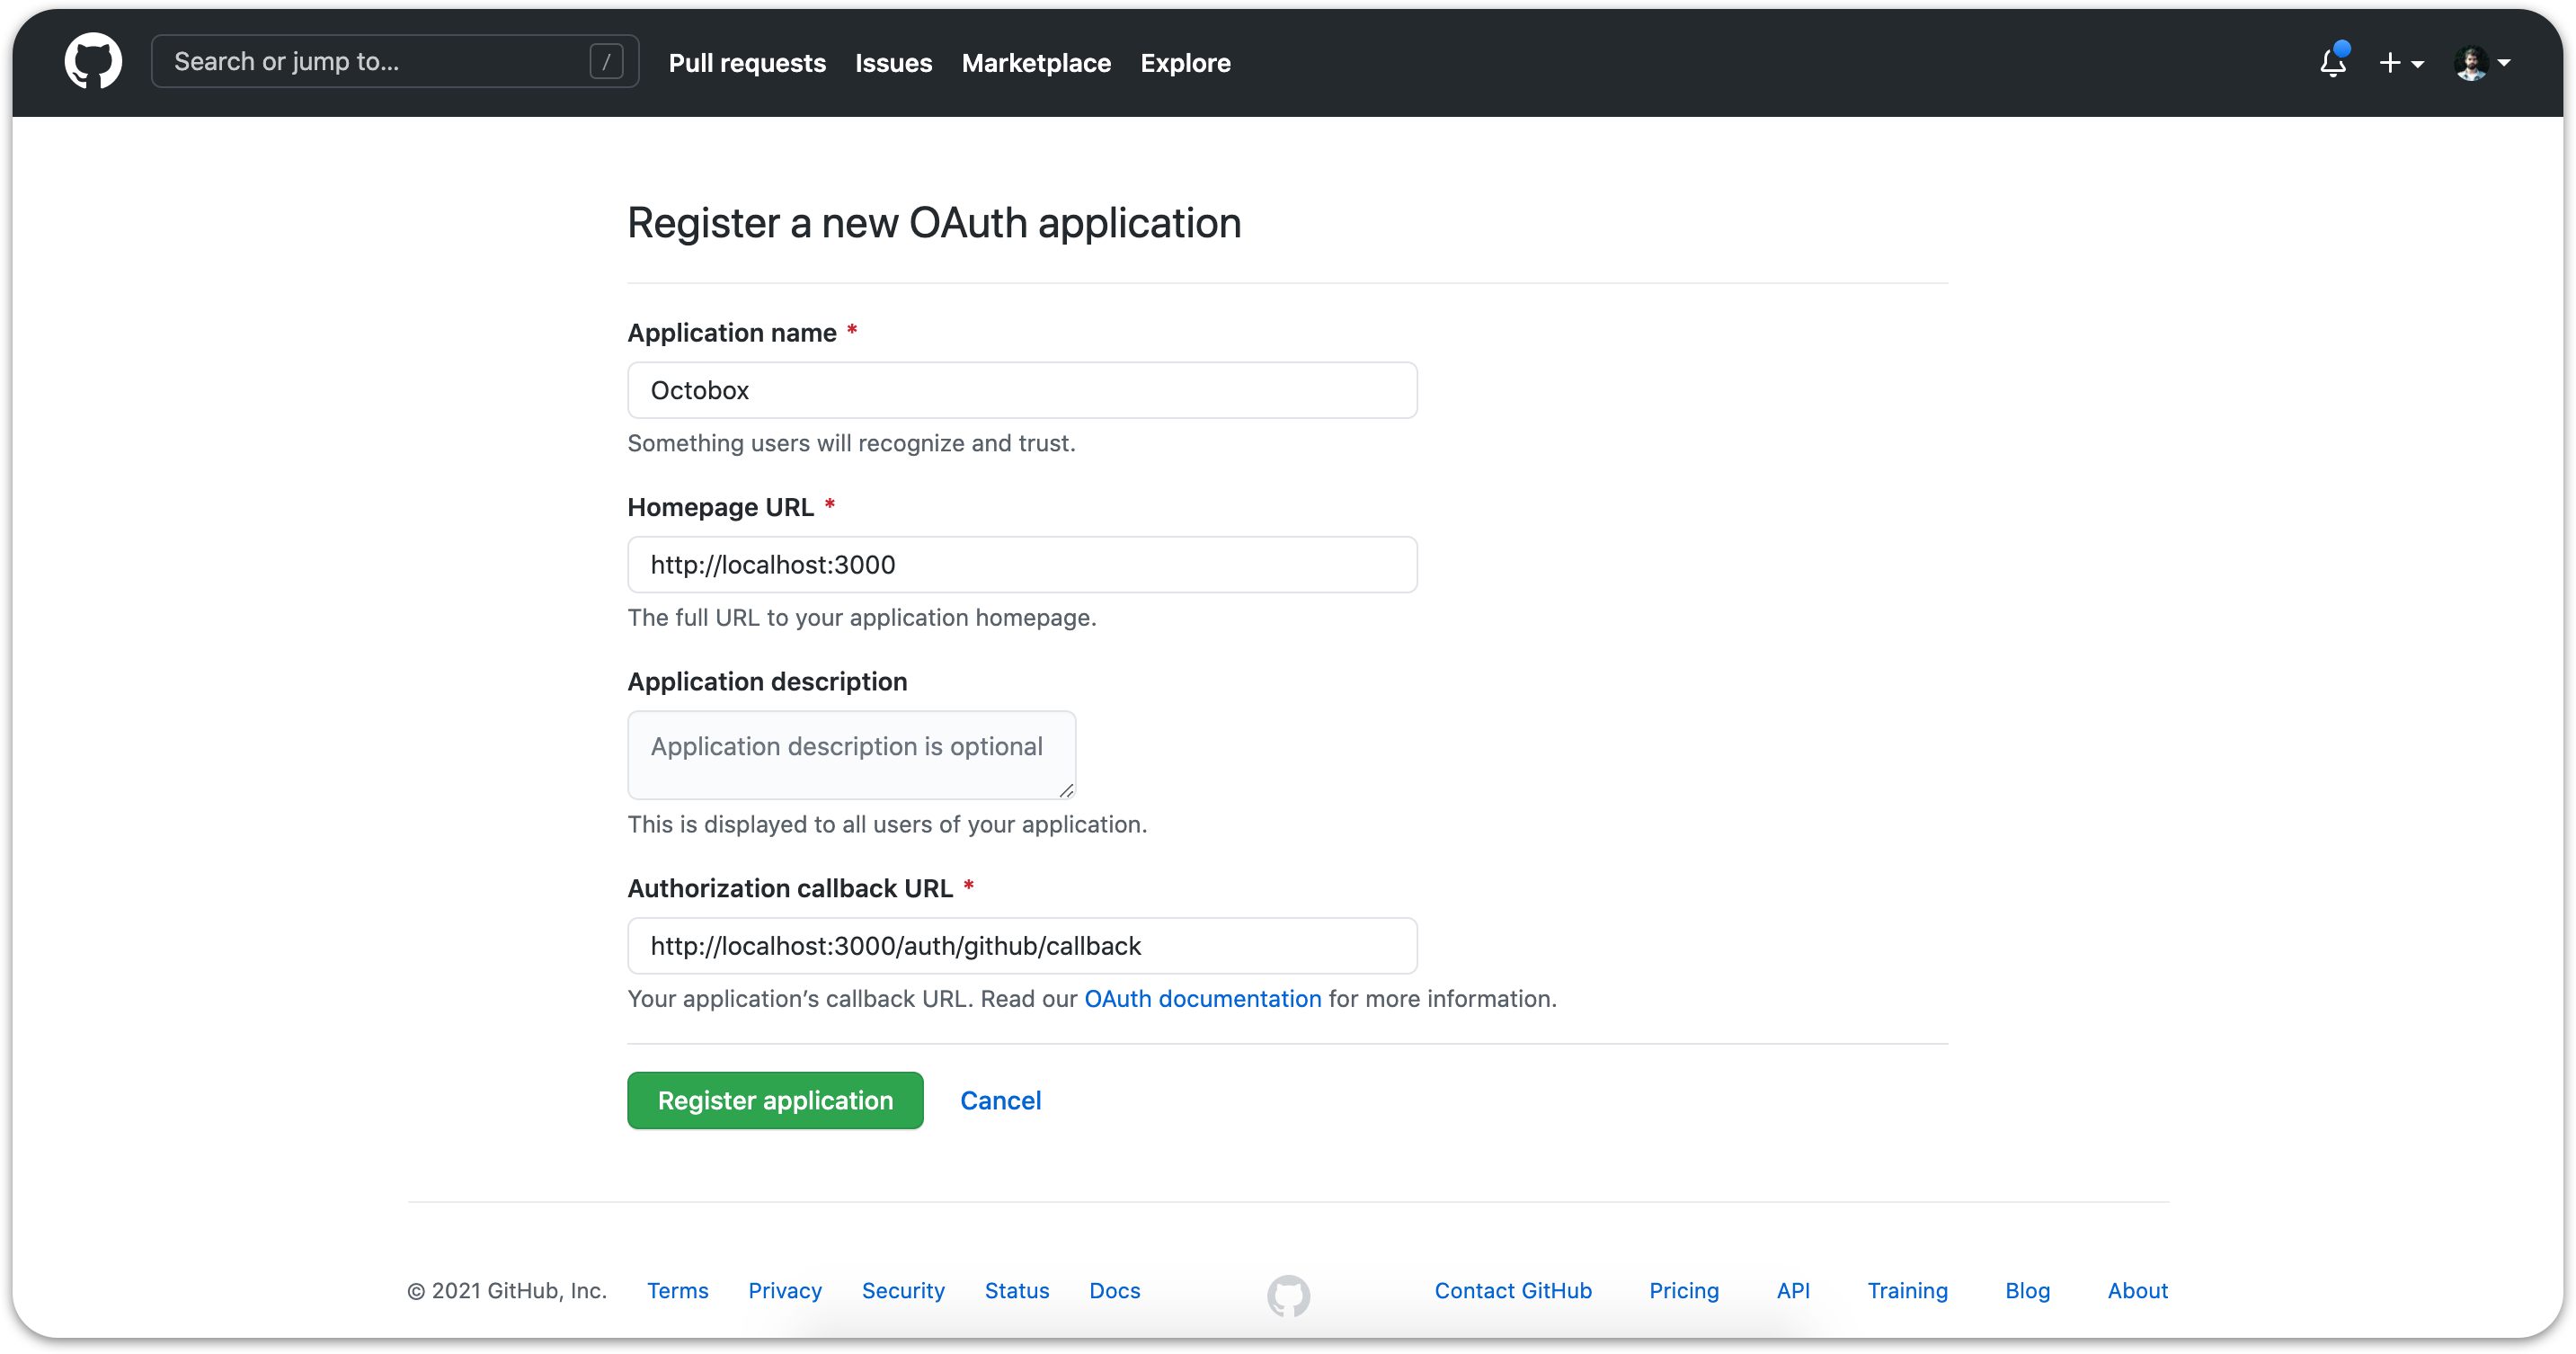 Search or jump to... /
Pull requests Issues Marketplace Explore
Register a new OAuth application
Application name *
Octobox
Something users will recognize and trust.
Homepage URL *
http://localhost:3000
The full URL to your application homepage.
Application description
Application description is optional
This is displayed to all users of your application.
Authorization callback URL *
http://localhost:3000/auth/github/callback
Your application’s callback URL. Read our OAuth documentation for more information.
Register application Cancel
© 2021 GitHub, Inc. Terms Privacy Security Status Docs Contact GitHub Pricing API Training Blog About